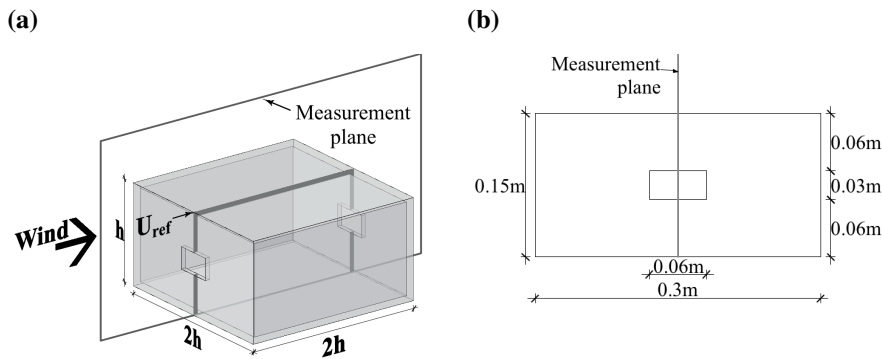 (a)
Measurement
plane
U_ref
Wind
h
2h
2h
(b)
Measurement
plane
0.06m
0.15m
0.03m
0.06m
0.06m
0.3m